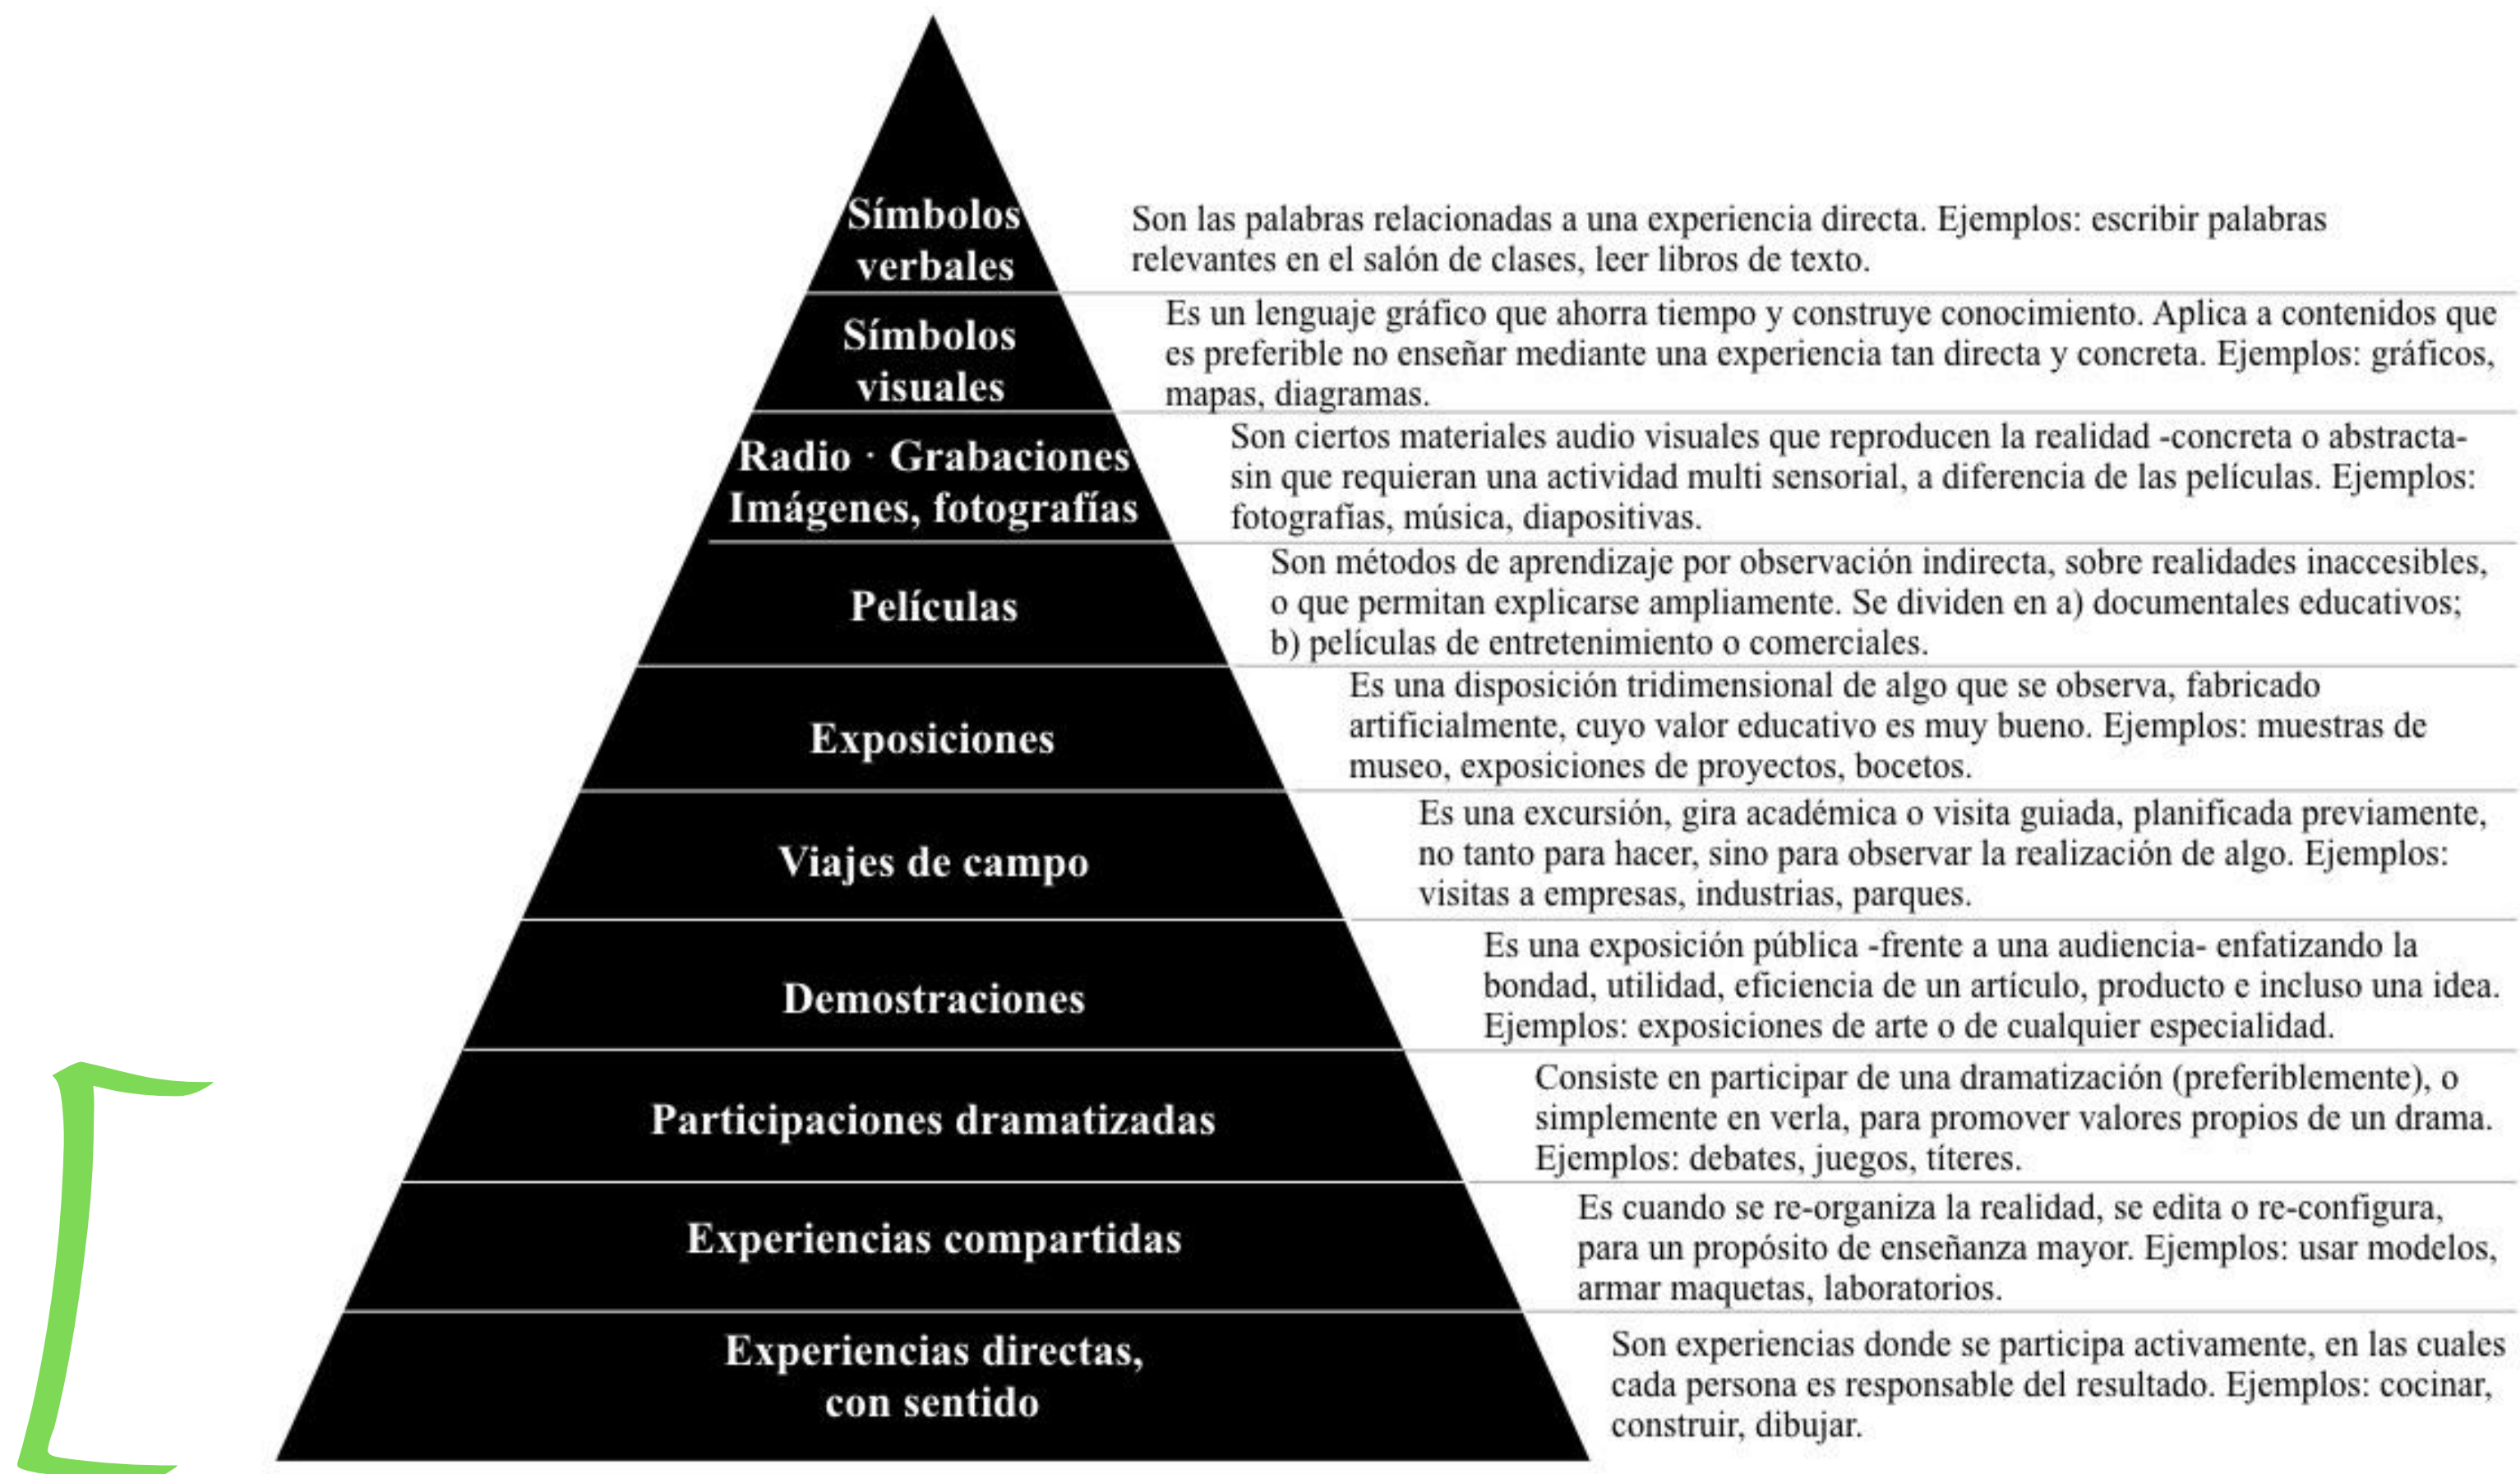 Símbolos
verbales
Son las palabras relacionadas a una experiencia directa. Ejemplos: escribir palabras
relevantes en el salón de clases, leer libros de texto.
Símbolos
visuales
Es un lenguaje gráfico que ahorra tiempo y construye conocimiento. Aplica a contenidos que
es preferible no enseñar mediante una experiencia tan directa y concreta. Ejemplos: gráficos,
mapas, diagramas.
Radio · Grabaciones
Imágenes, fotografías
Son ciertos materiales audio visuales que reproducen la realidad -concreta o abstracta-
sin que requieran una actividad multi sensorial, a diferencia de las películas. Ejemplos:
fotografías, música, diapositivas.
Películas
Son métodos de aprendizaje por observación indirecta, sobre realidades inaccesibles,
o que permitan explicarse ampliamente. Se dividen en a) documentales educativos;
b) películas de entretenimiento o comerciales.
Exposiciones
Es una disposición tridimensional de algo que se observa, fabricado
artificialmente, cuyo valor educativo es muy bueno. Ejemplos: muestras de
museo, exposiciones de proyectos, bocetos.
Viajes de campo
Es una excursión, gira académica o visita guiada, planificada previamente,
no tanto para hacer, sino para observar la realización de algo. Ejemplos:
visitas a empresas, industrias, parques.
Demostraciones
Es una exposición pública -frente a una audiencia- enfatizando la
bondad, utilidad, eficiencia de un artículo, producto e incluso una idea.
Ejemplos: exposiciones de arte o de cualquier especialidad.
Participaciones dramatizadas
Consiste en participar de una dramatización (preferiblemente), o
simplemente en verla, para promover valores propios de un drama.
Ejemplos: debates, juegos, títeres.
Experiencias compartidas
Es cuando se re-organiza la realidad, se edita o re-configura,
para un propósito de enseñanza mayor. Ejemplos: usar modelos,
armar maquetas, laboratorios.
Experiencias directas,
con sentido
Son experiencias donde se participa activamente, en las cuales
cada persona es responsable del resultado. Ejemplos: cocinar,
construir, dibujar.